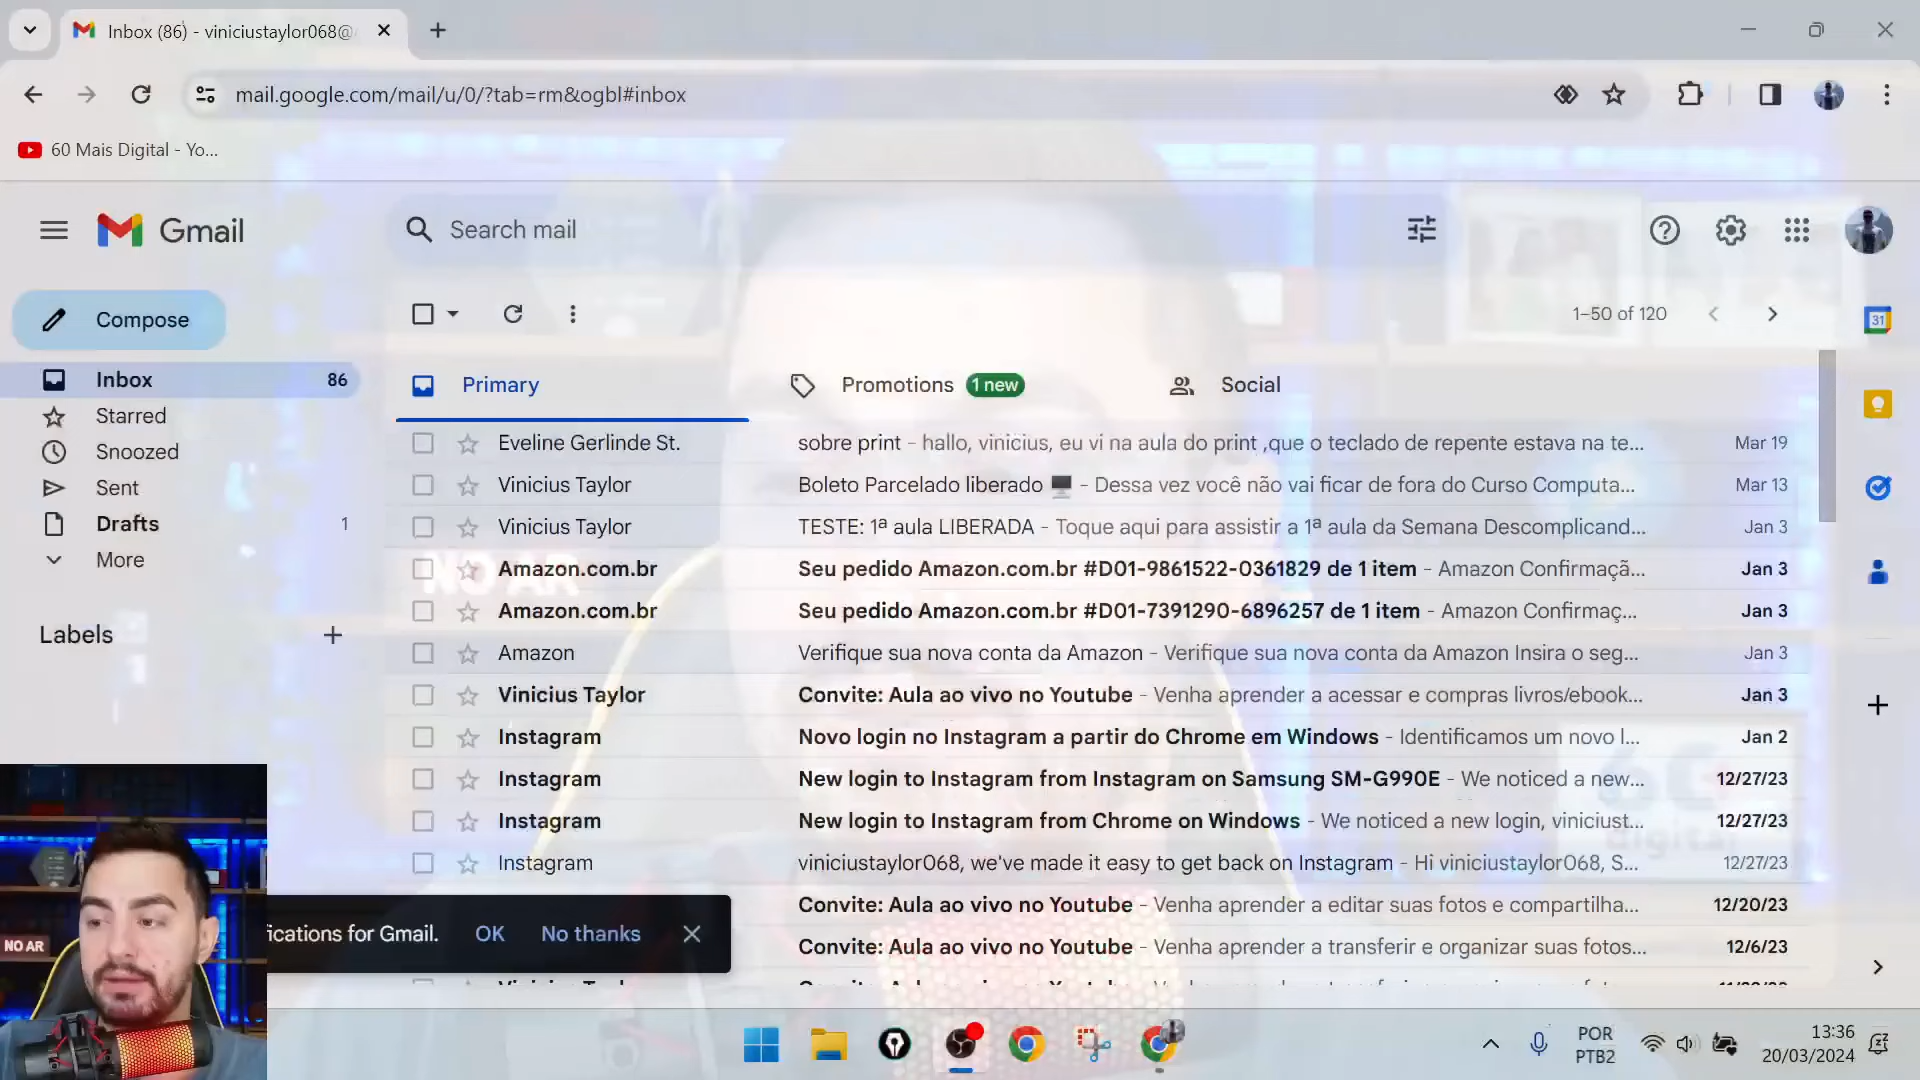 Inbox (86) - viniciustaylor068@
mail.google.com/mail/u/0/?tab=rm&ogbl#inbox
60 Mais Digital - Yo...
Gmail
Search mail
Compose
1–50 of 120
31
Inbox 86
Starred
Snoozed
Sent
Drafts 1
More
Labels
Primary
Promotions 1 new
Social
Eveline Gerlinde St. sobre print - hallo, vinicius, eu vi na aula do print ,que o teclado de repente estava na te... Mar 19
Vinicius Taylor Boleto Parcelado liberado 🖥️ - Dessa vez você não vai ficar de fora do Curso Computa... Mar 13
Vinicius Taylor TESTE: 1ª aula LIBERADA - Toque aqui para assistir a 1ª aula da Semana Descomplicand... Jan 3
Amazon.com.br Seu pedido Amazon.com.br #D01-9861522-0361829 de 1 item - Amazon Confirmaçã... Jan 3
Amazon.com.br Seu pedido Amazon.com.br #D01-7391290-6896257 de 1 item - Amazon Confirmaç... Jan 3
Amazon Verifique sua nova conta da Amazon - Verifique sua nova conta da Amazon Insira o seg... Jan 3
Vinicius Taylor Convite: Aula ao vivo no Youtube - Venha aprender a acessar e compras livros/ebook... Jan 3
Instagram Novo login no Instagram a partir do Chrome em Windows - Identificamos um novo l... Jan 2
Instagram New login to Instagram from Instagram on Samsung SM-G990E - We noticed a new... 12/27/23
Instagram New login to Instagram from Chrome on Windows - We noticed a new login, viniciust... 12/27/23
Instagram viniciustaylor068, we've made it easy to get back on Instagram - Hi viniciustaylor068, S... 12/27/23
Convite: Aula ao vivo no Youtube - Venha aprender a editar suas fotos e compartilha... 12/20/23
Convite: Aula ao vivo no Youtube - Venha aprender a transferir e organizar suas fotos... 12/6/23
ications for Gmail. OK No thanks
NO AR
NO AR
digital
POR
PTB2
13:36
20/03/2024